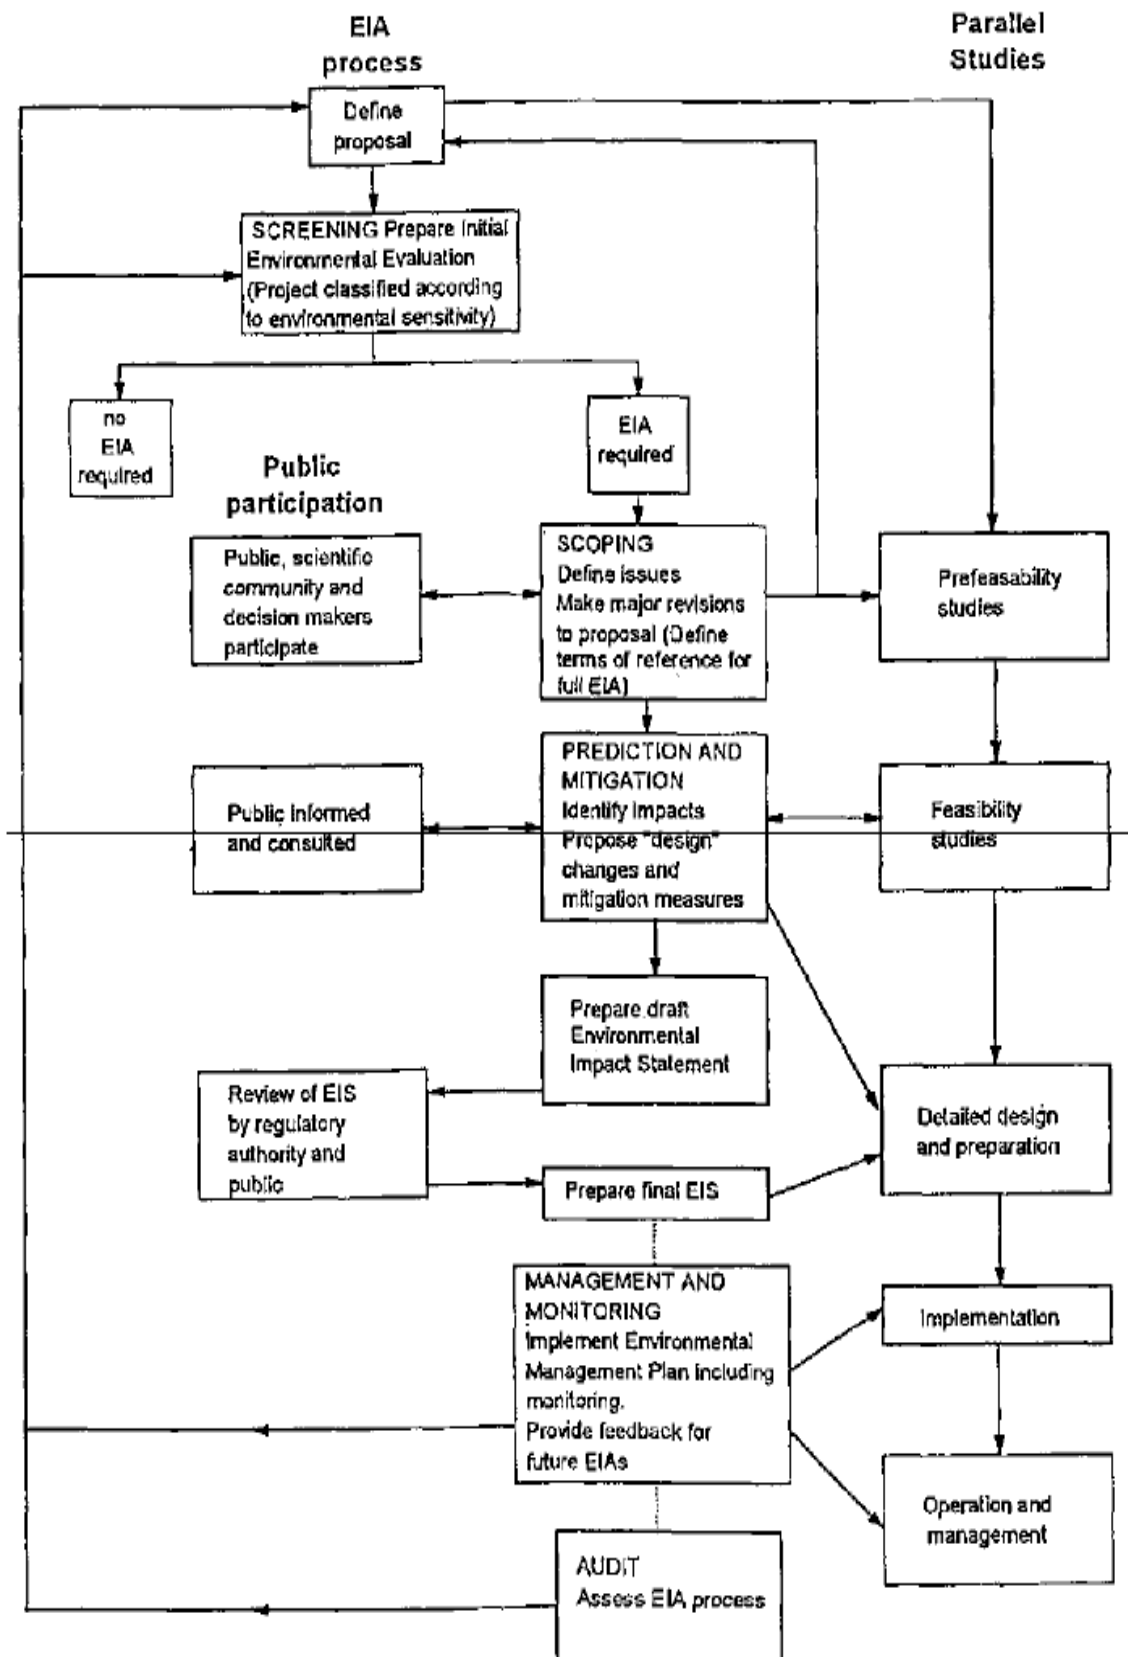 EIA
process
Parallel
Studies
Define
proposal
SCREENING Prepare Initial
Environmental Evaluation
(Project classified according
to environmental sensitivity)
no
EIA
required
EIA
required
Public
participation
Public, scientific
community and
decision makers
participate
SCOPING
Define issues
Make major revisions
to proposal (Define
terms of reference for
full EIA)
Prefeasability
studies
Public informed
and consulted
PREDICTION AND
MITIGATION
Identify impacts
Propose "design"
changes and
mitigation measures
Feasibility
studies
Prepare draft
Environmental
Impact Statement
Review of EIS
by regulatory
authority and
public
Prepare final EIS
Detailed design
and preparation
MANAGEMENT AND
MONITORING
Implement Environmental
Management Plan including
monitoring.
Provide feedback for
future EIAs
Implementation
Operation and
management
AUDIT
Assess EIA process